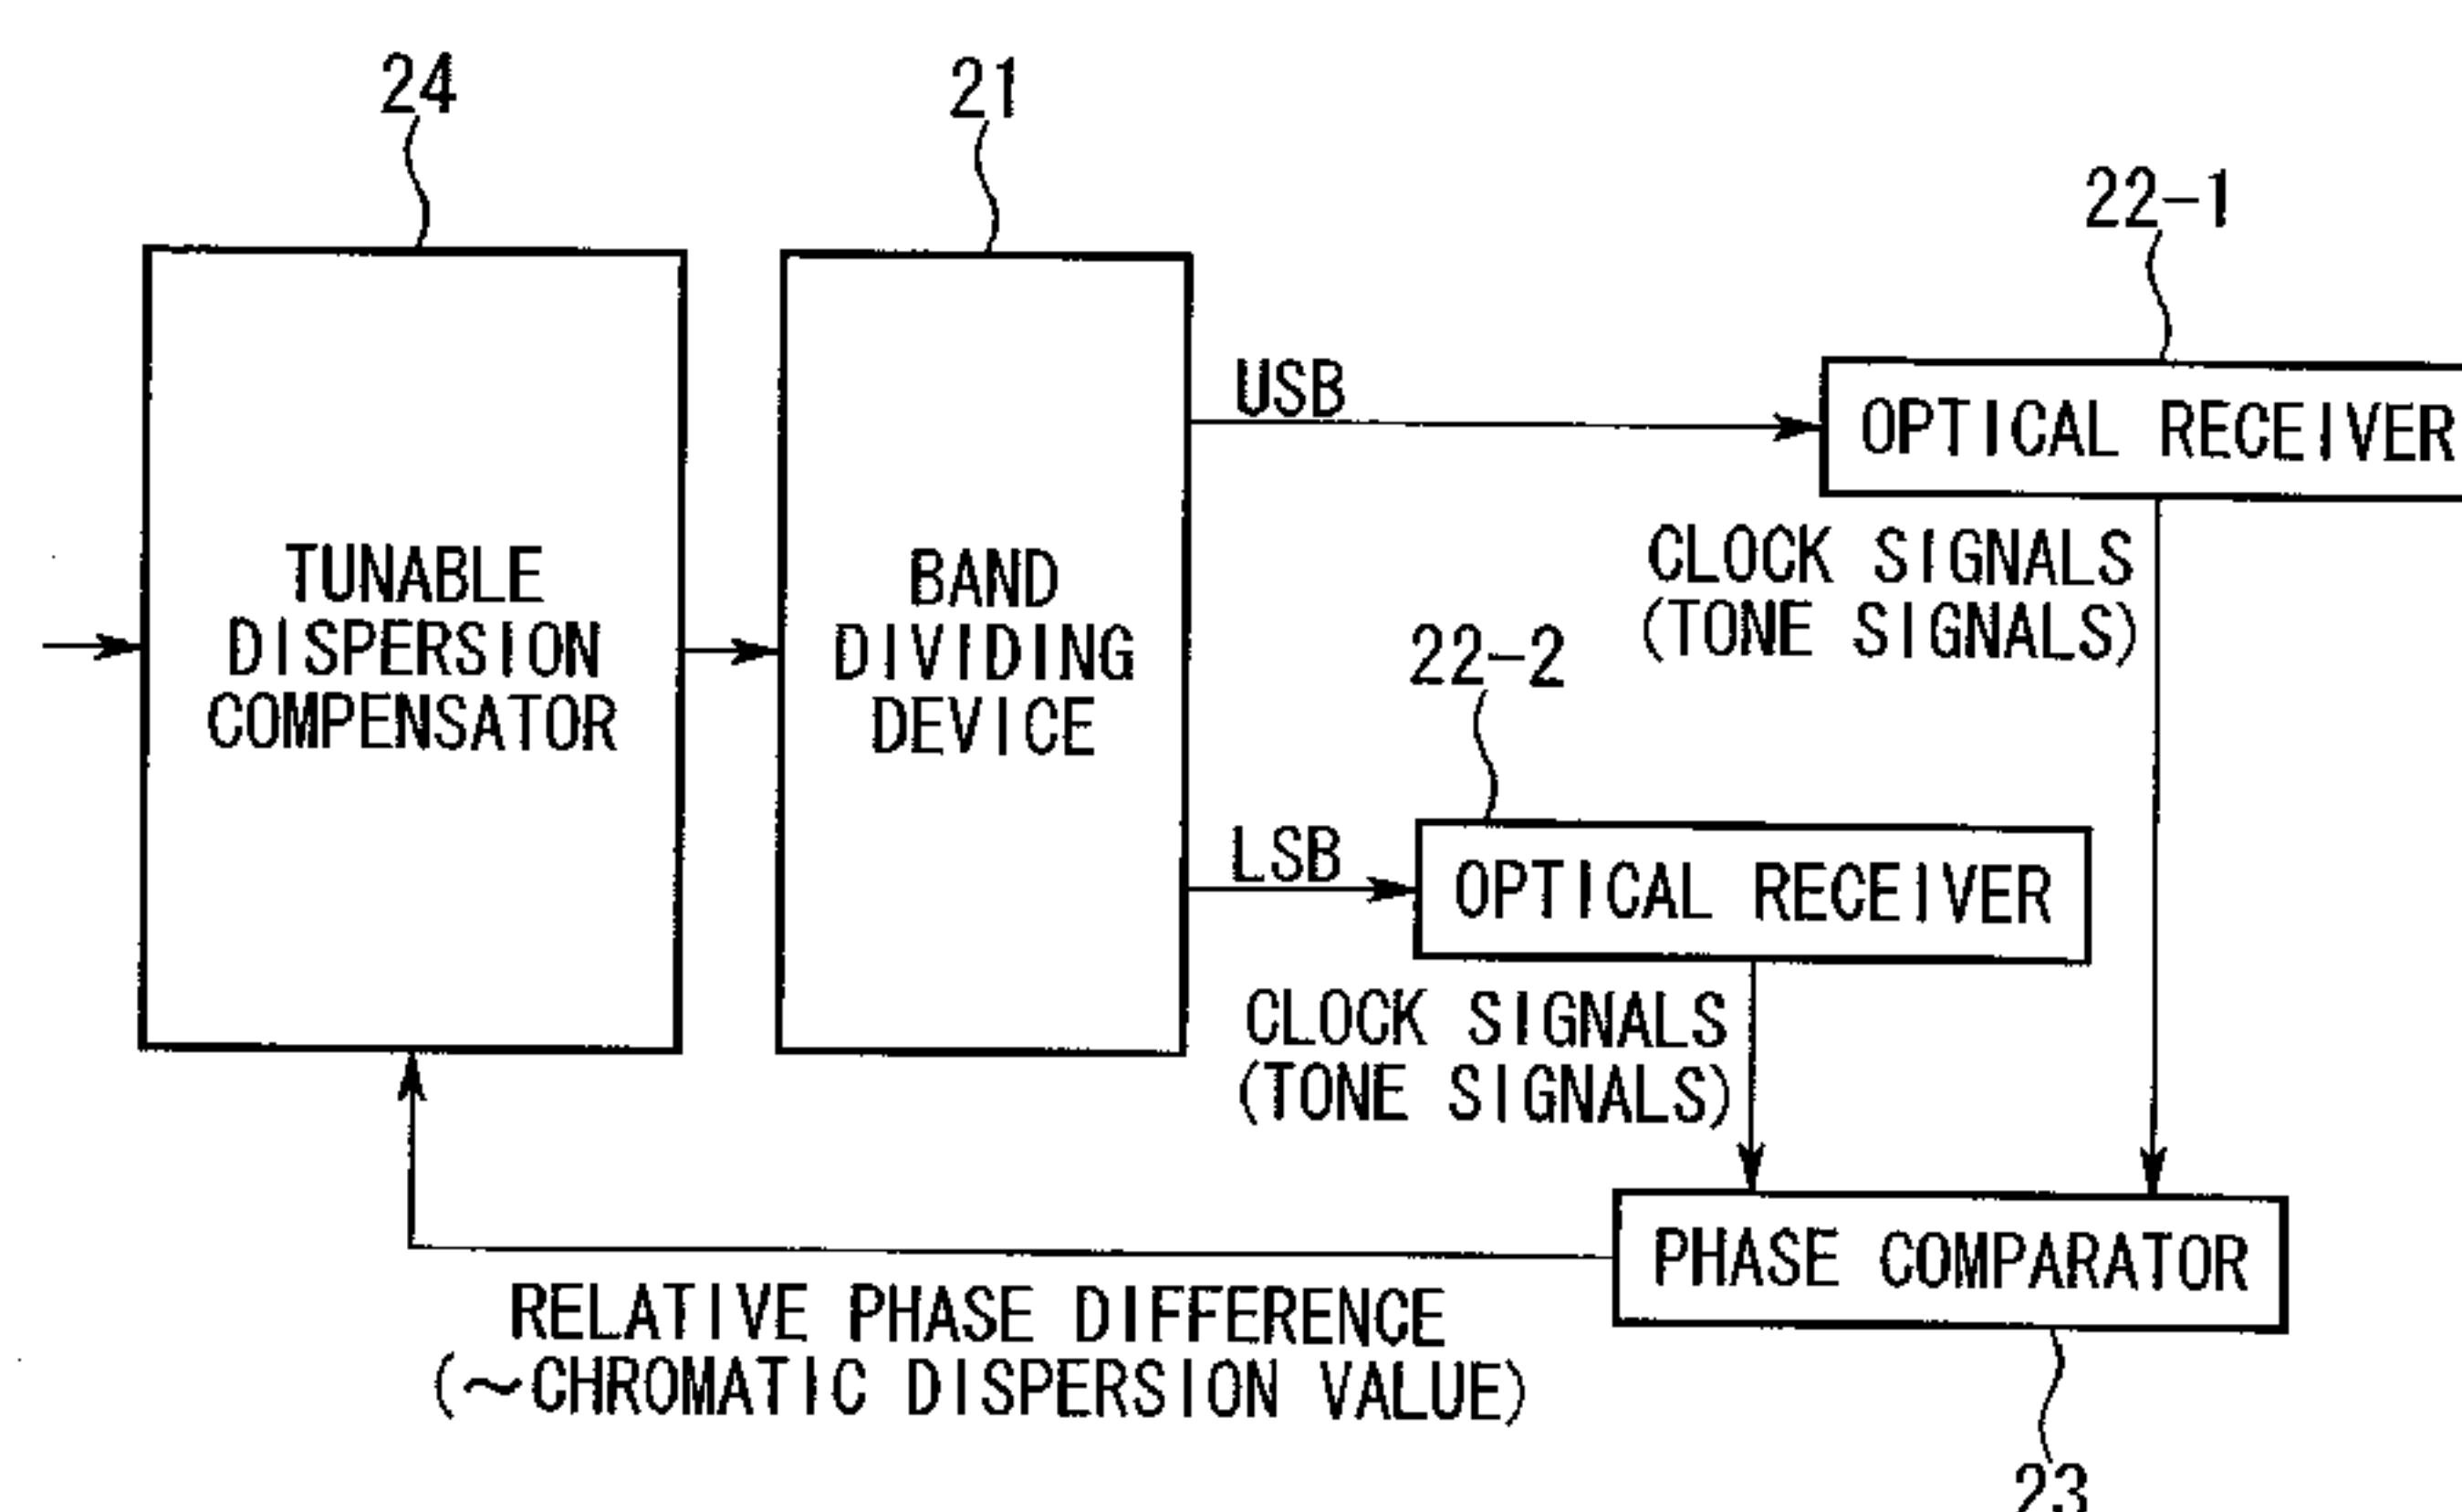 24
21
22-1
USB
OPTICAL RECEIVER
CLOCK SIGNALS
(TONE SIGNALS)
TUNABLE
DISPERSION
COMPENSATOR
BAND
DIVIDING
DEVICE
22-2
LSB
OPTICAL RECEIVER
CLOCK SIGNALS
(TONE SIGNALS)
PHASE COMPARATOR
RELATIVE PHASE DIFFERENCE
(~CHROMATIC DISPERSION VALUE)
23